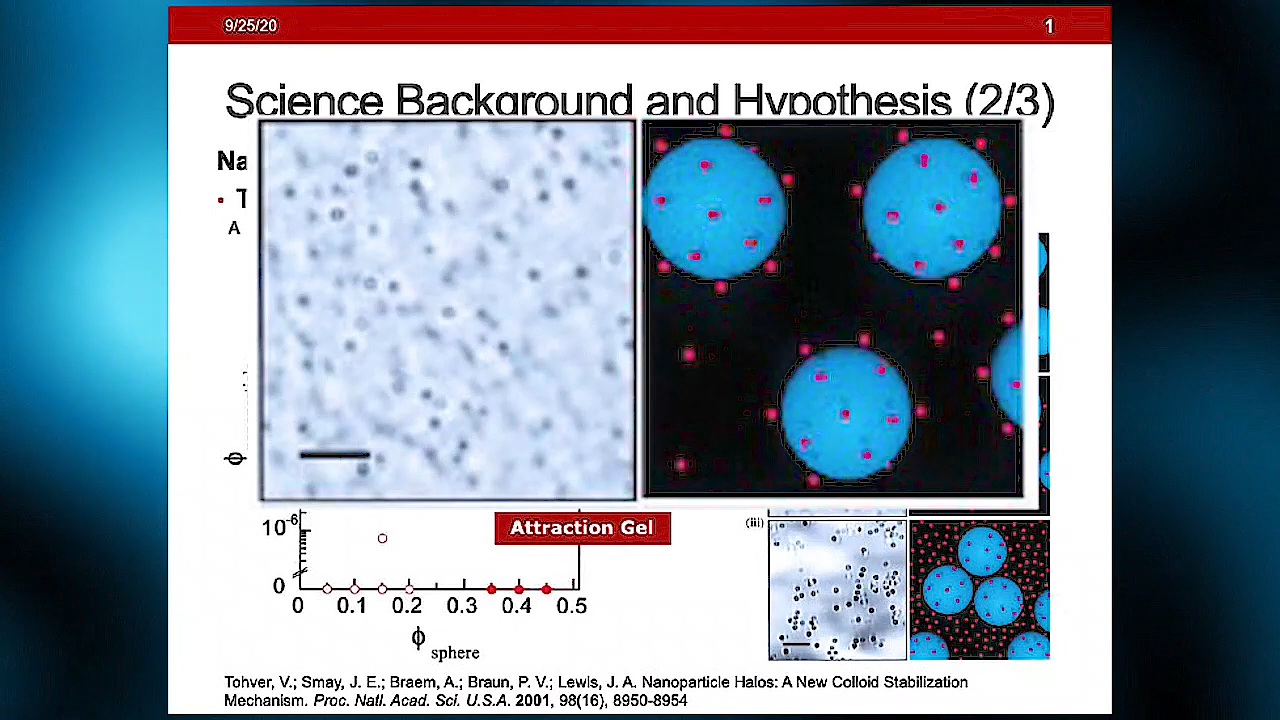 9/25/20
1
Science Background and Hypothesis (2/3)
Na
• T
A
ϕ
10⁻⁶
Attraction Gel
(iii)
0
0 0.1 0.2 0.3 0.4 0.5
ϕ sphere
Tohver, V.; Smay, J. E.; Braem, A.; Braun, P. V.; Lewis, J. A. Nanoparticle Halos: A New Colloid Stabilization
Mechanism. Proc. Natl. Acad. Sci. U.S.A. 2001, 98(16), 8950-8954